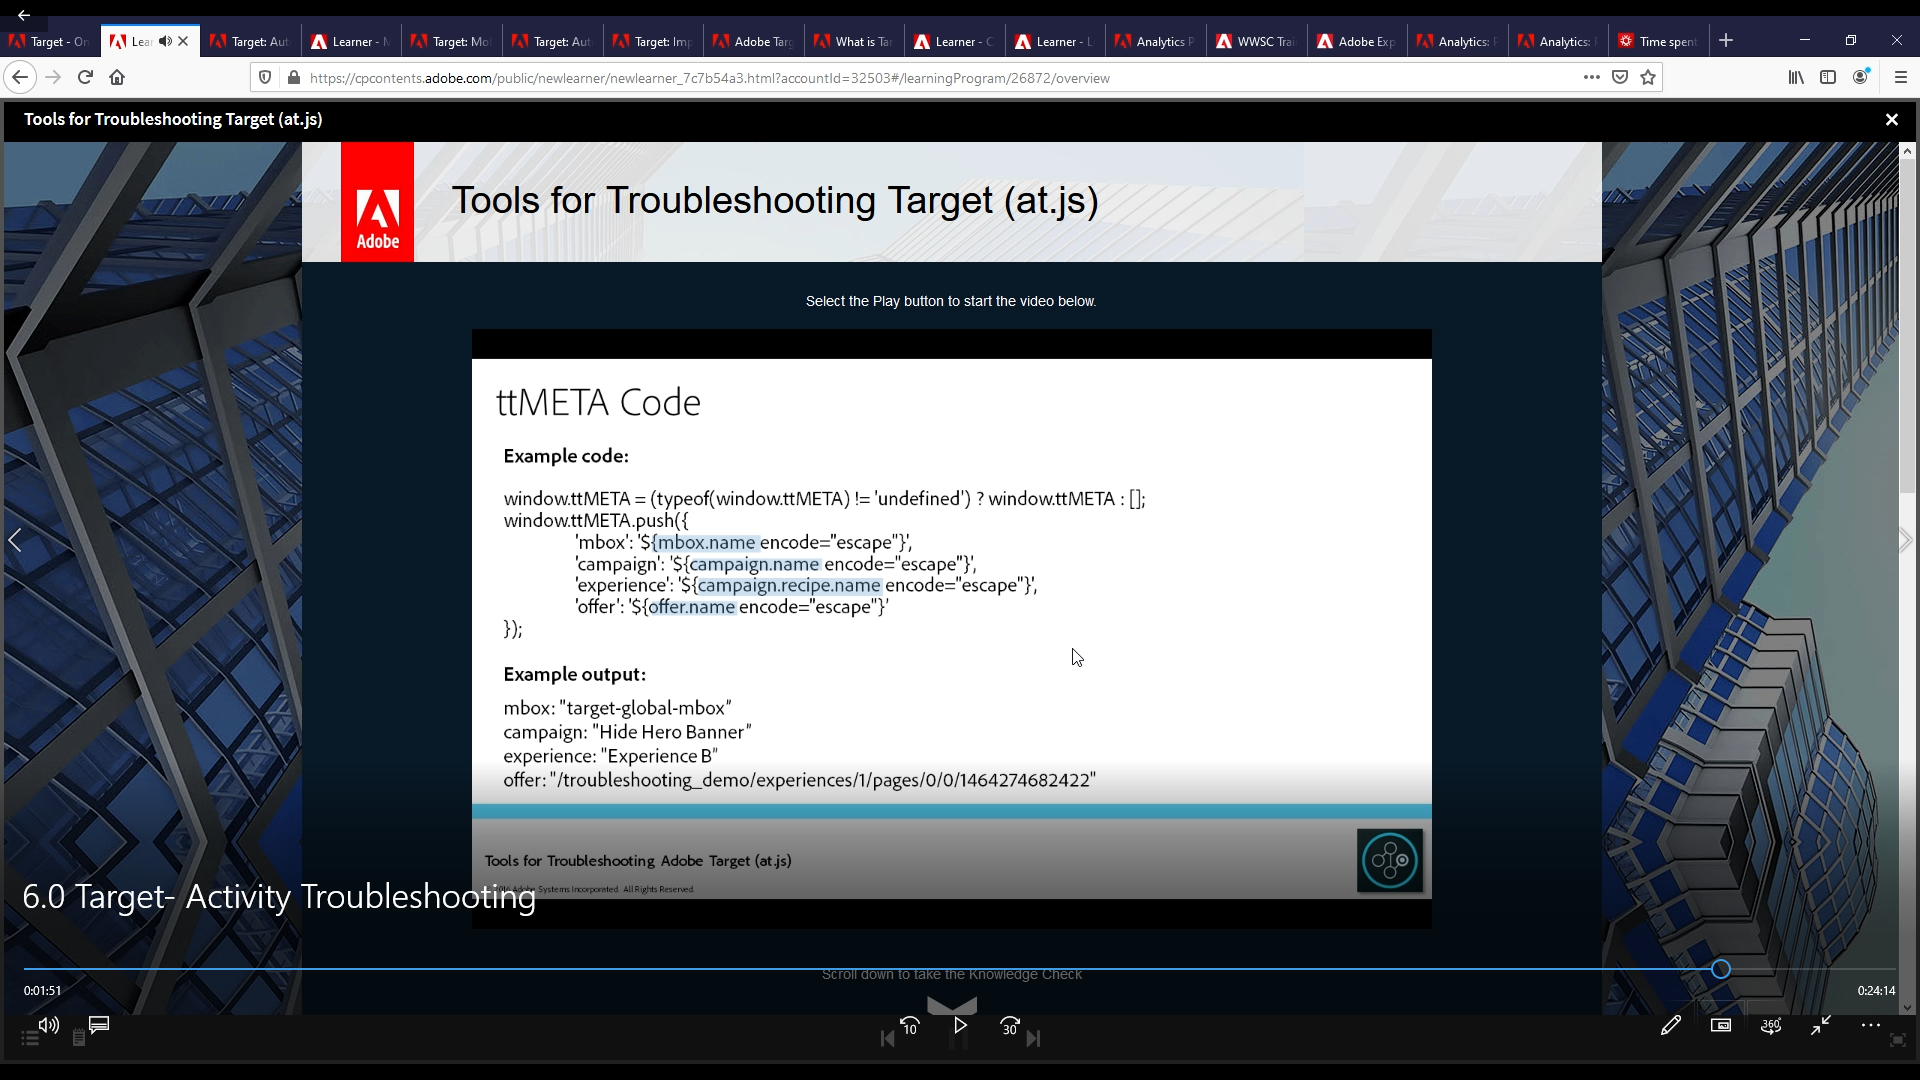 Target - On
Lea
Target: Aut
Learner - M
Target: Mo
Target: Aut
Target: Imp
Adobe Targ
What is Tar
Learner - C
Learner - L
Analytics P
WWSC Trai
Adobe Exp
Analytics: F
Analytics: 
Time spent
https://cpcontents.adobe.com/public/newlearner/newlearner_7c7b54a3.html?accountId=32503#/learningProgram/26872/overview
Tools for Troubleshooting Target (at.js)
Adobe
Tools for Troubleshooting Target (at.js)
Select the Play button to start the video below.
ttMETA Code
Example code:
window.ttMETA = (typeof(window.ttMETA) != 'undefined') ? window.ttMETA : [];
window.ttMETA.push({
'mbox': '${mbox.name encode="escape"}',
'campaign': '${campaign.name encode="escape"}',
'experience': '${campaign.recipe.name encode="escape"}',
'offer': '${offer.name encode="escape"}'
});
Example output:
mbox: "target-global-mbox"
campaign: "Hide Hero Banner"
experience: "Experience B"
offer: "/troubleshooting_demo/experiences/1/pages/0/0/1464274682422"
Tools for Troubleshooting Adobe Target (at.js)
Adobe Systems Incorporated. All Rights Reserved.
6.0 Target- Activity Troubleshooting
Scroll down to take the Knowledge Check
0:01:51
0:24:14
10
30
360